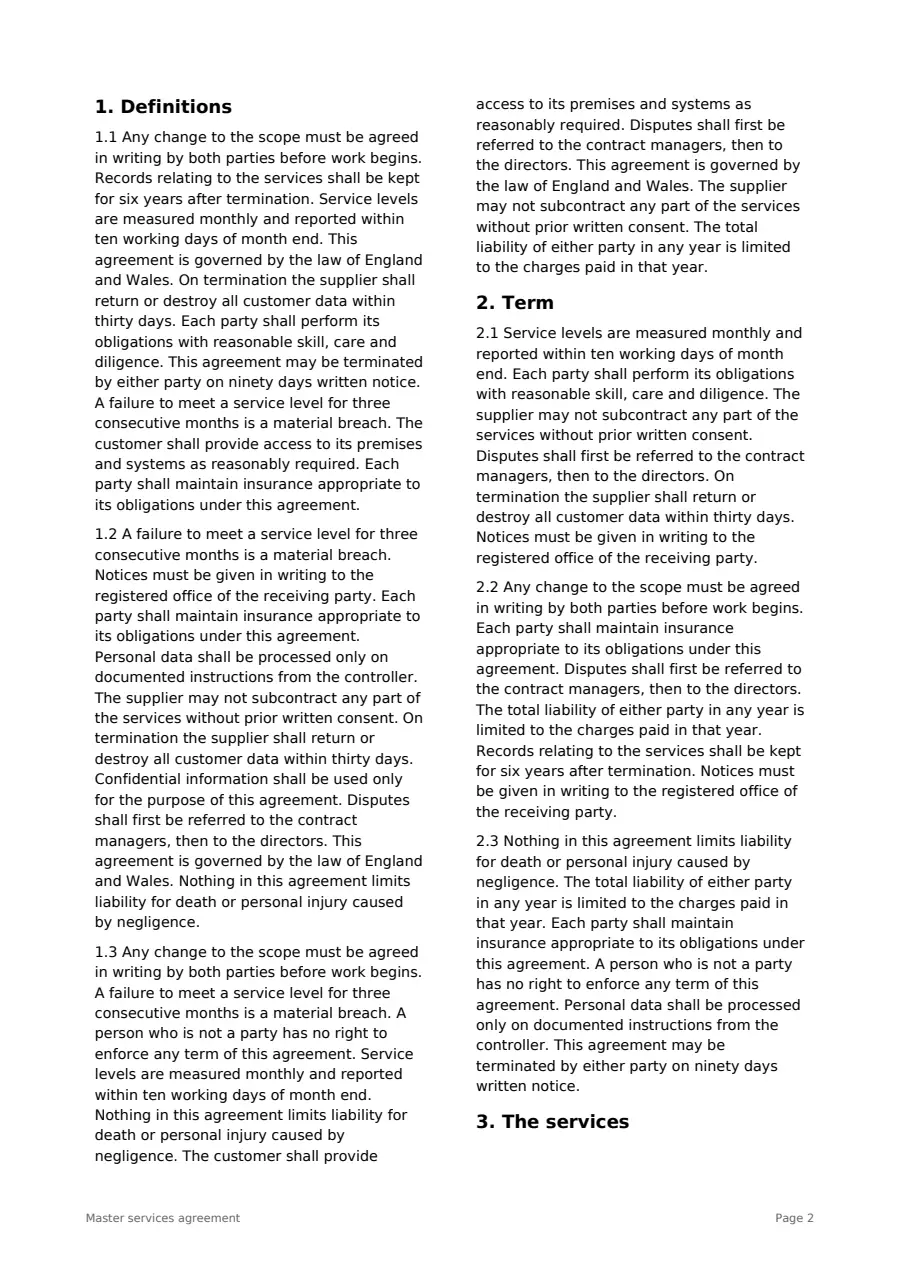 1. Definitions
1.1 Any change to the scope must be agreed
in writing by both parties before work begins.
Records relating to the services shall be kept
for six years after termination. Service levels
are measured monthly and reported within
ten working days of month end. This
agreement is governed by the law of England
and Wales. On termination the supplier shall
return or destroy all customer data within
thirty days. Each party shall perform its
obligations with reasonable skill, care and
diligence. This agreement may be terminated
by either party on ninety days written notice.
A failure to meet a service level for three
consecutive months is a material breach. The
customer shall provide access to its premises
and systems as reasonably required. Each
party shall maintain insurance appropriate to
its obligations under this agreement.
1.2 A failure to meet a service level for three
consecutive months is a material breach.
Notices must be given in writing to the
registered office of the receiving party. Each
party shall maintain insurance appropriate to
its obligations under this agreement.
Personal data shall be processed only on
documented instructions from the controller.
The supplier may not subcontract any part of
the services without prior written consent. On
termination the supplier shall return or
destroy all customer data within thirty days.
Confidential information shall be used only
for the purpose of this agreement. Disputes
shall first be referred to the contract
managers, then to the directors. This
agreement is governed by the law of England
and Wales. Nothing in this agreement limits
liability for death or personal injury caused
by negligence.
1.3 Any change to the scope must be agreed
in writing by both parties before work begins.
A failure to meet a service level for three
consecutive months is a material breach. A
person who is not a party has no right to
enforce any term of this agreement. Service
levels are measured monthly and reported
within ten working days of month end.
Nothing in this agreement limits liability for
death or personal injury caused by
negligence. The customer shall provide
access to its premises and systems as
reasonably required. Disputes shall first be
referred to the contract managers, then to
the directors. This agreement is governed by
the law of England and Wales. The supplier
may not subcontract any part of the services
without prior written consent. The total
liability of either party in any year is limited
to the charges paid in that year.
2. Term
2.1 Service levels are measured monthly and
reported within ten working days of month
end. Each party shall perform its obligations
with reasonable skill, care and diligence. The
supplier may not subcontract any part of the
services without prior written consent.
Disputes shall first be referred to the contract
managers, then to the directors. On
termination the supplier shall return or
destroy all customer data within thirty days.
Notices must be given in writing to the
registered office of the receiving party.
2.2 Any change to the scope must be agreed
in writing by both parties before work begins.
Each party shall maintain insurance
appropriate to its obligations under this
agreement. Disputes shall first be referred to
the contract managers, then to the directors.
The total liability of either party in any year is
limited to the charges paid in that year.
Records relating to the services shall be kept
for six years after termination. Notices must
be given in writing to the registered office of
the receiving party.
2.3 Nothing in this agreement limits liability
for death or personal injury caused by
negligence. The total liability of either party
in any year is limited to the charges paid in
that year. Each party shall maintain
insurance appropriate to its obligations under
this agreement. A person who is not a party
has no right to enforce any term of this
agreement. Personal data shall be processed
only on documented instructions from the
controller. This agreement may be
terminated by either party on ninety days
written notice.
3. The services
Master services agreement
Page 2